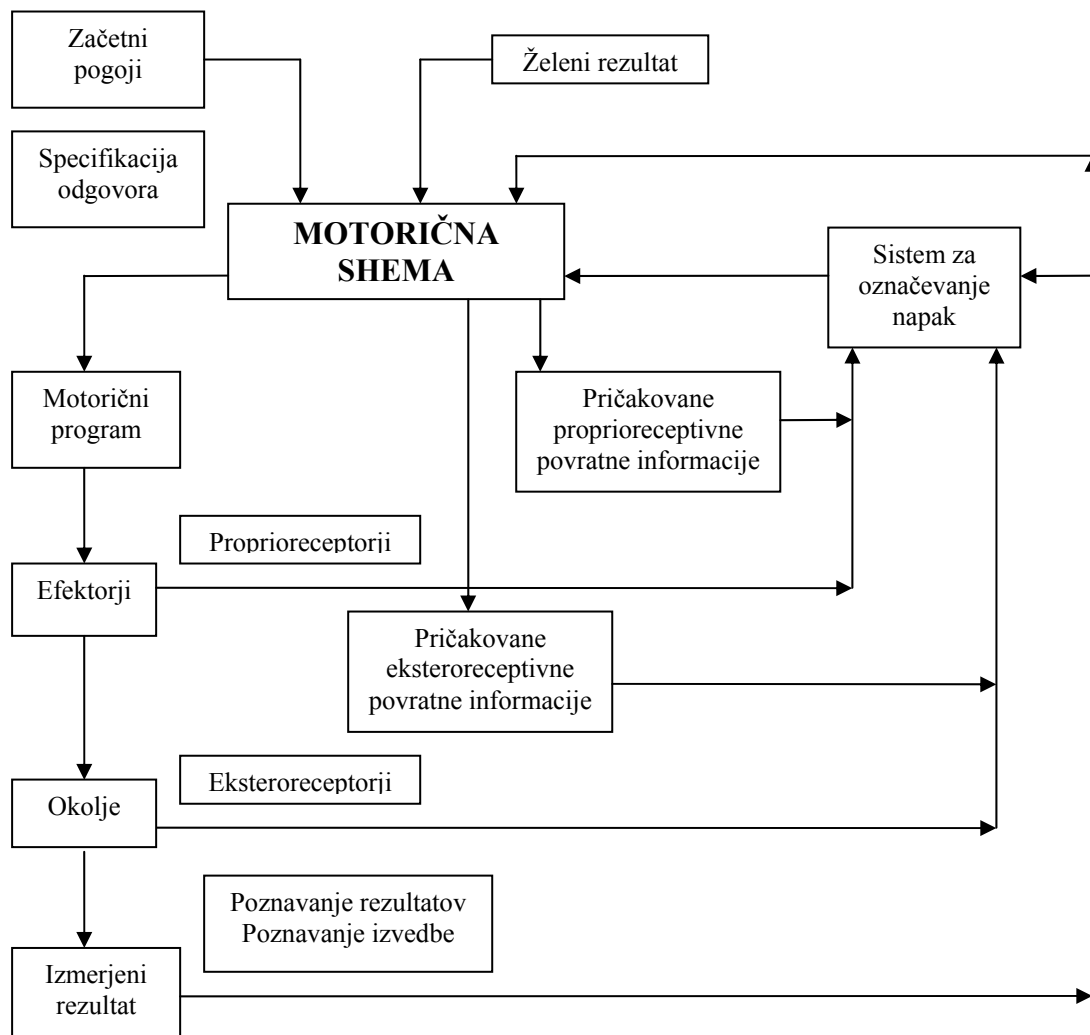 Začetni
pogoji
Želeni rezultat
Specifikacija
odgovora
MOTORIČNA
SHEMA
Sistem za
označevanje
napak
Motorični
program
Pričakovane
proprioreceptivne
povratne informacije
Proprioreceptorji
Efektorji
Pričakovane
eksteroreceptivne
povratne informacije
Eksteroreceptorji
Okolje
Poznavanje rezultatov
Poznavanje izvedbe
Izmerjeni
rezultat